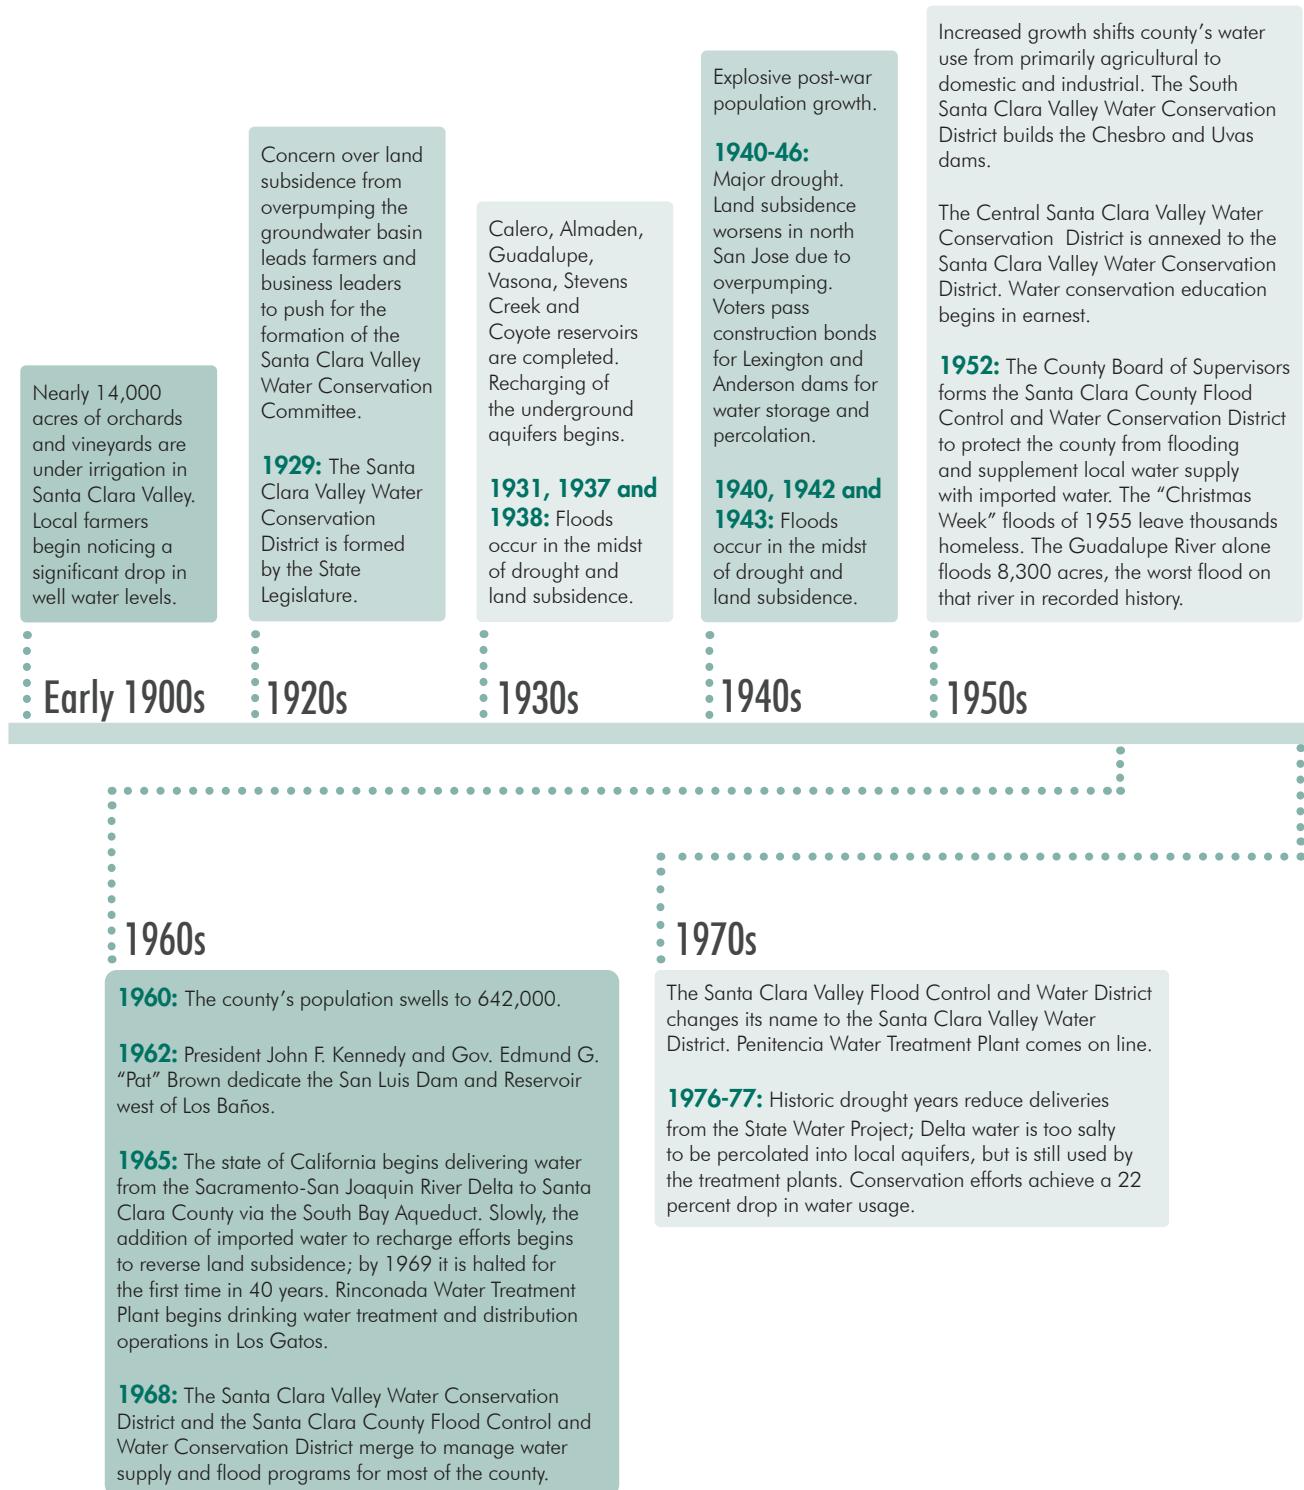 Nearly 14,000
acres of orchards
and vineyards are
under irrigation in
Santa Clara Valley.
Local farmers
begin noticing a
significant drop in
well water levels.
Early 1900s
Concern over land
subsidence from
overpumping the
groundwater basin
leads farmers and
business leaders
to push for the
formation of the
Santa Clara Valley
Water Conservation
Committee.
1929: The Santa
Clara Valley Water
Conservation
District is formed
by the State
Legislature.
1920s
Calero, Almaden,
Guadalupe,
Vasona, Stevens
Creek and
Coyote reservoirs
are completed.
Recharging of
the underground
aquifers begins.
1931, 1937 and
1938: Floods
occur in the midst
of drought and
land subsidence.
1930s
Explosive post-war
population growth.
1940-46:
Major drought.
Land subsidence
worsens in north
San Jose due to
overpumping.
Voters pass
construction bonds
for Lexington and
Anderson dams for
water storage and
percolation.
1940, 1942 and
1943: Floods
occur in the midst
of drought and
land subsidence.
1940s
Increased growth shifts county's water
use from primarily agricultural to
domestic and industrial. The South
Santa Clara Valley Water Conservation
District builds the Chesbro and Uvas
dams.
The Central Santa Clara Valley Water
Conservation District is annexed to the
Santa Clara Valley Water Conservation
District. Water conservation education
begins in earnest.
1952: The County Board of Supervisors
forms the Santa Clara County Flood
Control and Water Conservation District
to protect the county from flooding
and supplement local water supply
with imported water. The “Christmas
Week” floods of 1955 leave thousands
homeless. The Guadalupe River alone
floods 8,300 acres, the worst flood on
that river in recorded history.
1950s
1960s
1960: The county's population swells to 642,000.
1962: President John F. Kennedy and Gov. Edmund G.
“Pat” Brown dedicate the San Luis Dam and Reservoir
west of Los Baños.
1965: The state of California begins delivering water
from the Sacramento-San Joaquin River Delta to Santa
Clara County via the South Bay Aqueduct. Slowly, the
addition of imported water to recharge efforts begins
to reverse land subsidence; by 1969 it is halted for
the first time in 40 years. Rinconada Water Treatment
Plant begins drinking water treatment and distribution
operations in Los Gatos.
1968: The Santa Clara Valley Water Conservation
District and the Santa Clara County Flood Control and
Water Conservation District merge to manage water
supply and flood programs for most of the county.
1970s
The Santa Clara Valley Flood Control and Water District
changes its name to the Santa Clara Valley Water
District. Penitencia Water Treatment Plant comes on line.
1976-77: Historic drought years reduce deliveries
from the State Water Project; Delta water is too salty
to be percolated into local aquifers, but is still used by
the treatment plants. Conservation efforts achieve a 22
percent drop in water usage.